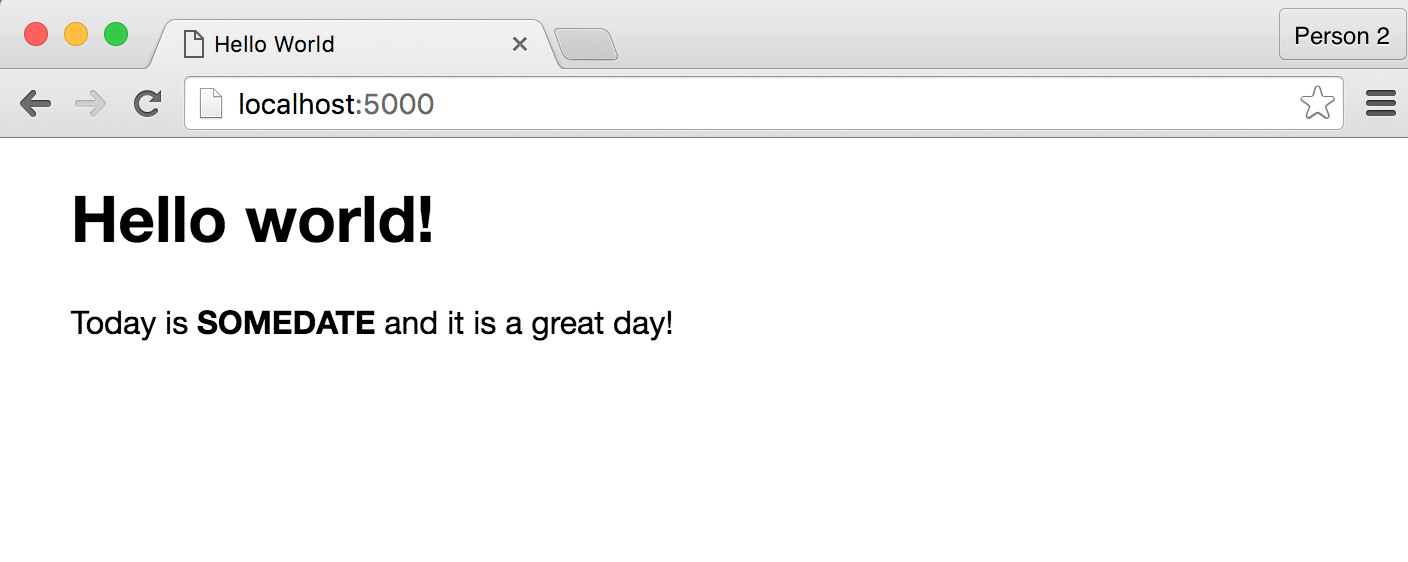 Hello World
Person 2
localhost:5000
Hello world!
Today is SOMEDATE and it is a great day!